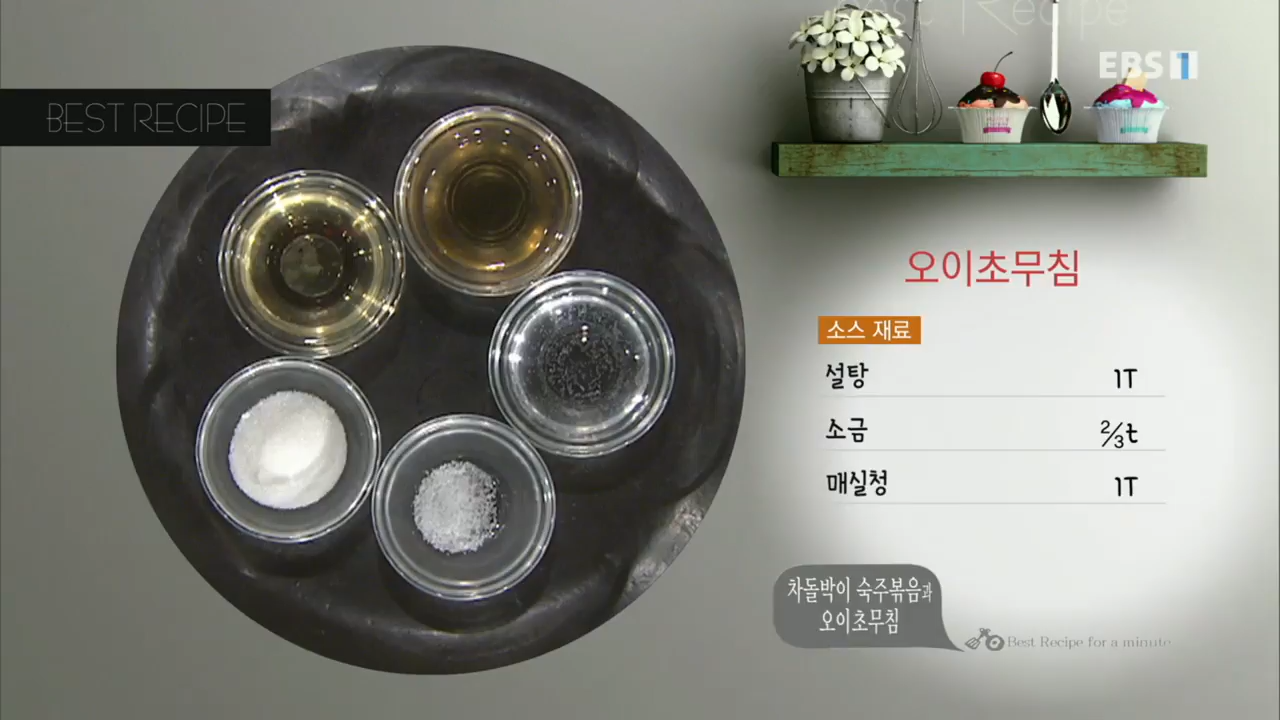 Best Recipe
EBS 1
BEST RECIPE
오이초무침
소스 재료
설탕 1T
소금 ⅔t
매실청 1T
차돌박이 숙주볶음과
오이초무침
Best Recipe for a minute